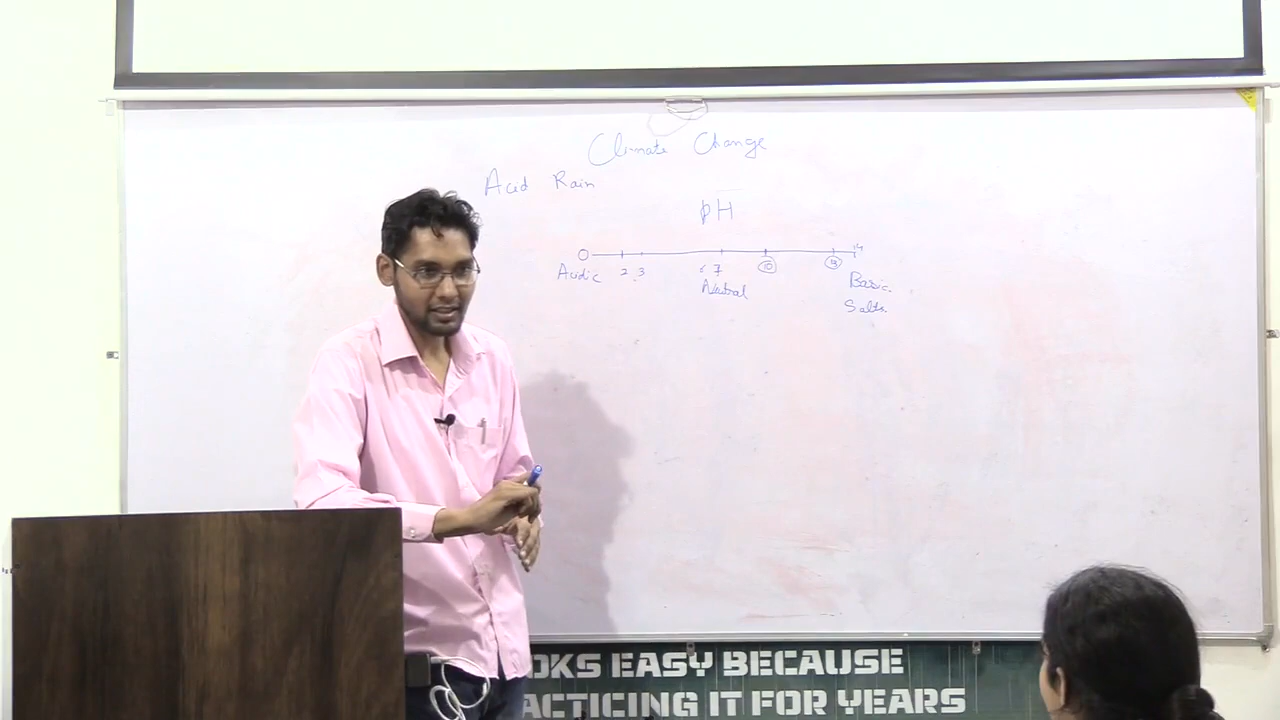 Climate Change
Acid Rain
pH
0 2 3 6 7 10 13 14
Acidic Neutral Basic
Salts
OKS EASY BECAUSE
ACTICING IT FOR YEARS